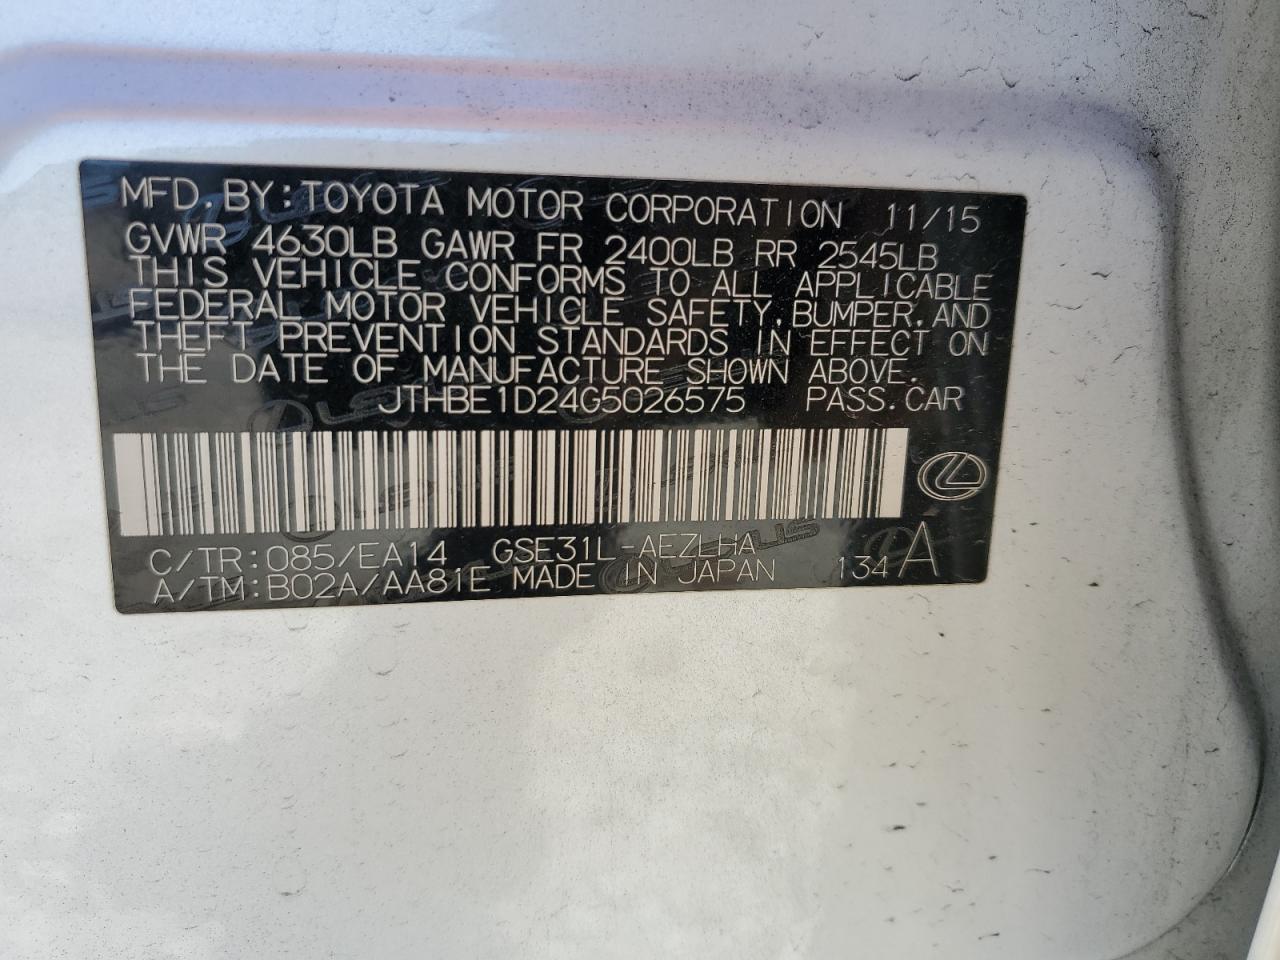 MFD. BY: TOYOTA MOTOR CORPORATION 11/15
GVWR 4630LB GAWR FR 2400LB RR 2545LB
THIS VEHICLE CONFORMS TO ALL APPLICABLE
FEDERAL MOTOR VEHICLE SAFETY, BUMPER, AND
THEFT PREVENTION STANDARDS IN EFFECT ON
THE DATE OF MANUFACTURE SHOWN ABOVE.
JTHBE1D24G5026575 PASS. CAR
C/TR: 085/EA14 GSE31L-AEZLHA
A/TM: B02A/AA81E MADE IN JAPAN 134 A